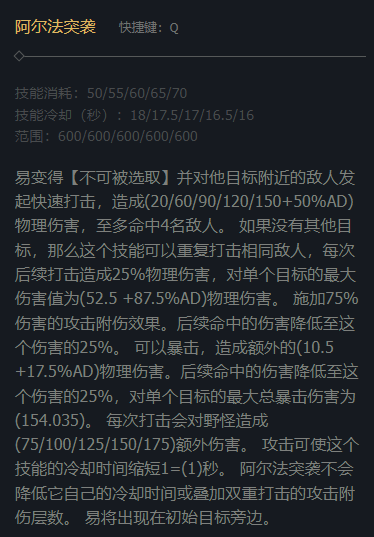 阿尔法突袭 快捷键：Q
技能消耗：50/55/60/65/70
技能冷却（秒）：18/17.5/17/16.5/16
范围：600/600/600/600/600
易变得【不可被选取】并对他目标附近的敌人发
起快速打击，造成(20/60/90/120/150+50%AD)
物理伤害，至多命中4名敌人。 如果没有其他目
标，那么这个技能可以重复打击相同敌人，每次
后续打击造成25%物理伤害，对单个目标的最大
伤害值为(52.5 +87.5%AD)物理伤害。 施加75%
伤害的攻击附伤效果。后续命中的伤害降低至这
个伤害的25%。 可以暴击，造成额外的(10.5
+17.5%AD)物理伤害。后续命中的伤害降低至这
个伤害的25%，对单个目标的最大总暴击伤害为
(154.035)。 每次打击会对野怪造成
(75/100/125/150/175)额外伤害。 攻击可使这个
技能的冷却时间缩短1=(1)秒。 阿尔法突袭不会
降低它自己的冷却时间或叠加双重打击的攻击附
伤层数。 易将出现在初始目标旁边。